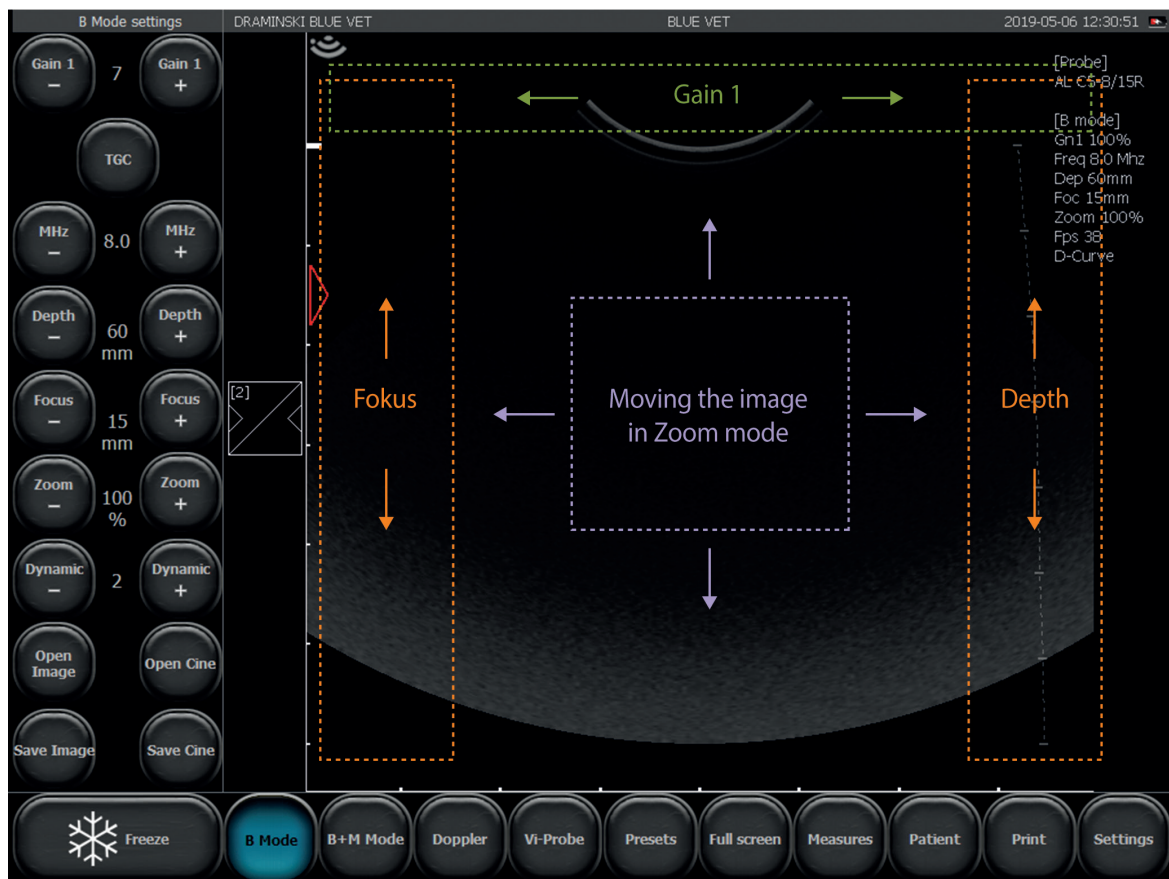 B Mode settings
DRAMINSKI BLUE VET
BLUE VET
2019-05-06 12:30:51
Gain 1
−
7
Gain 1
+
TGC
MHz
−
8.0
MHz
+
Depth
−
60
mm
Depth
+
Focus
−
15
mm
Focus
+
Zoom
−
100
%
Zoom
+
Dynamic
−
2
Dynamic
+
Open
Image
Open Cine
Save Image
Save Cine
[2]
Gain 1
Fokus
Moving the image
in Zoom mode
Depth
[Probe]
AL C5-8/15R
[B mode]
Gn1 100%
Freq 8.0 Mhz
Dep 60mm
Foc 15mm
Zoom 100%
Fps 38
D-Curve
Freeze
B Mode
B+M Mode
Doppler
Vi-Probe
Presets
Full screen
Measures
Patient
Print
Settings